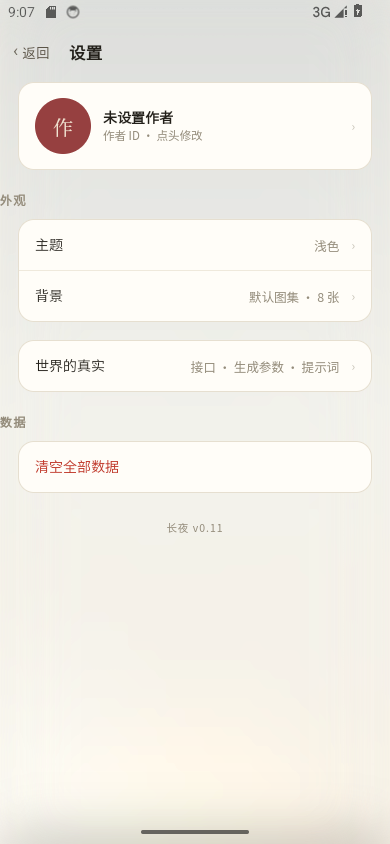 9:07
3G
返回
设置
作
未设置作者
作者 ID · 点头修改
外观
主题
浅色
背景
默认图集 · 8 张
世界的真实
接口 · 生成参数 · 提示词
数据
清空全部数据
长夜 v0.11